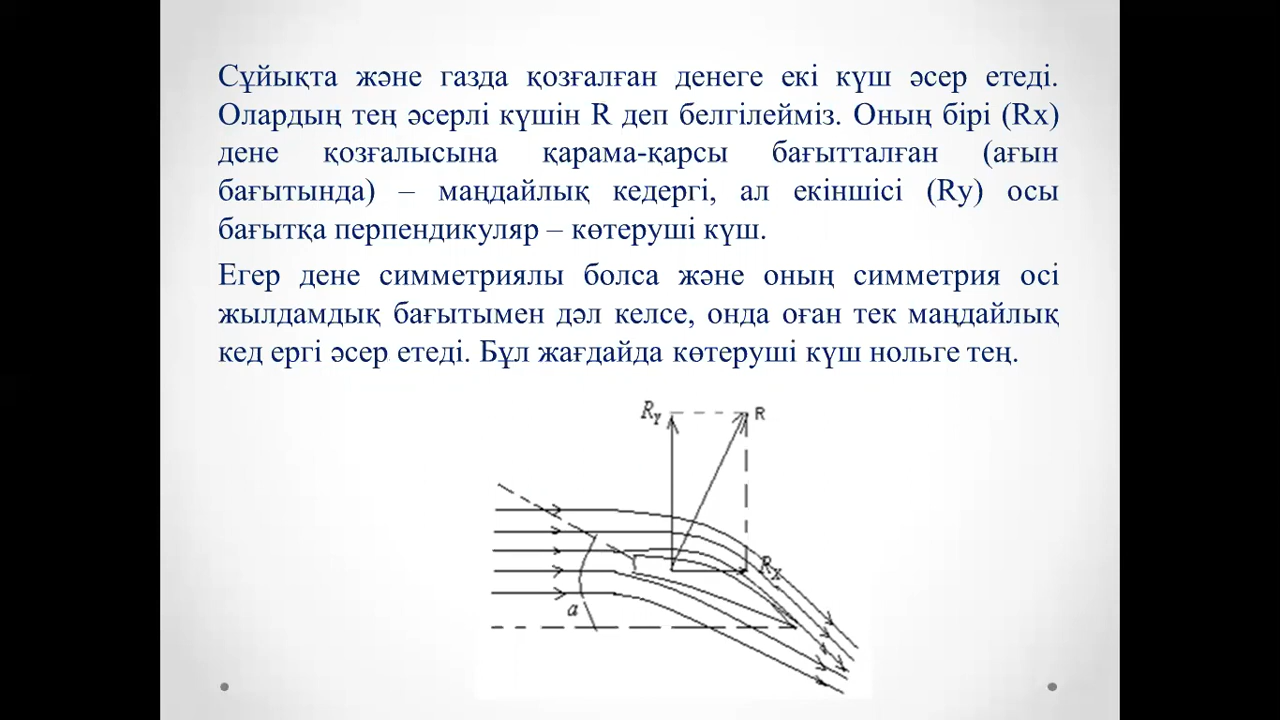 Сұйықта және газда қозғалған денеге екі күш әсер етеді.
Олардың тең әсерлі күшін R деп белгілейміз. Оның бірі (Rx)
дене қозғалысына қарама-қарсы бағытталған (ағын
бағытында) – маңдайлық кедергі, ал екіншісі (Ry) осы
бағытқа перпендикуляр – көтеруші күш.
Егер дене симметриялы болса және оның симметрия осі
жылдамдық бағытымен дәл келсе, онда оған тек маңдайлық
кед ергі әсер етеді. Бұл жағдайда көтеруші күш нольге тең.
R_Y
R
R_X
a